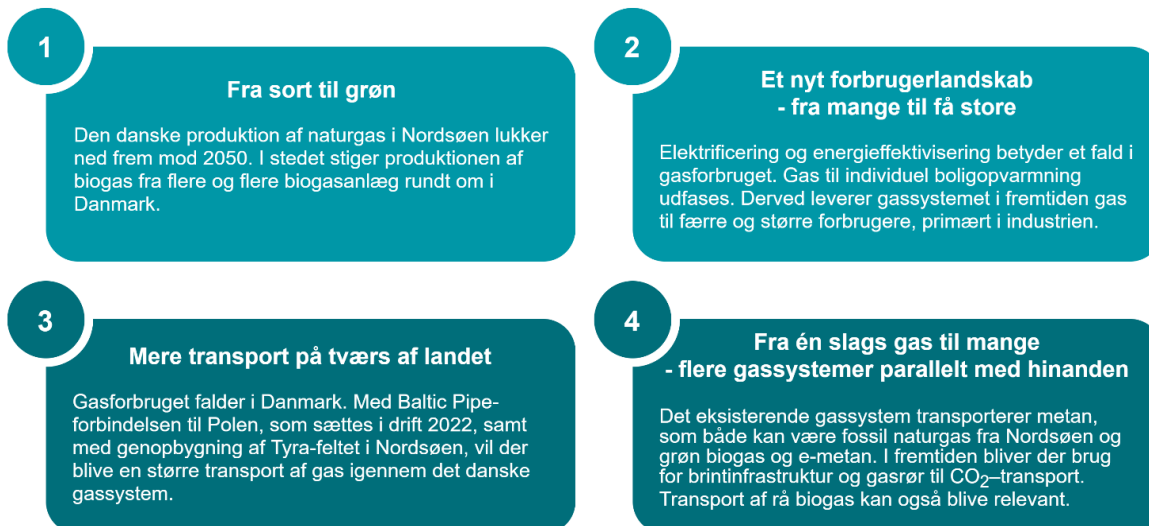 1
Fra sort til grøn
Den danske produktion af naturgas i Nordsøen lukker
ned frem mod 2050. I stedet stiger produktionen af
biogas fra flere og flere biogasanlæg rundt om i
Danmark.
2
Et nyt forbrugerlandskab
- fra mange til få store
Elektrificering og energieffektivisering betyder et fald i
gasforbruget. Gas til individuel boligopvarmning
udfases. Derved leverer gassystemet i fremtiden gas
til færre og større forbrugere, primært i industrien.
3
Mere transport på tværs af landet
Gasforbruget falder i Danmark. Med Baltic Pipe-
forbindelsen til Polen, som sættes i drift 2022, samt
med genopbygning af Tyra-feltet i Nordsøen, vil der
blive en større transport af gas igennem det danske
gassystem.
4
Fra én slags gas til mange
- flere gassystemer parallelt med hinanden
Det eksisterende gassystem transporterer metan,
som både kan være fossil naturgas fra Nordsøen og
grøn biogas og e-metan. I fremtiden bliver der brug
for brintinfrastruktur og gasrør til CO₂–transport.
Transport af rå biogas kan også blive relevant.